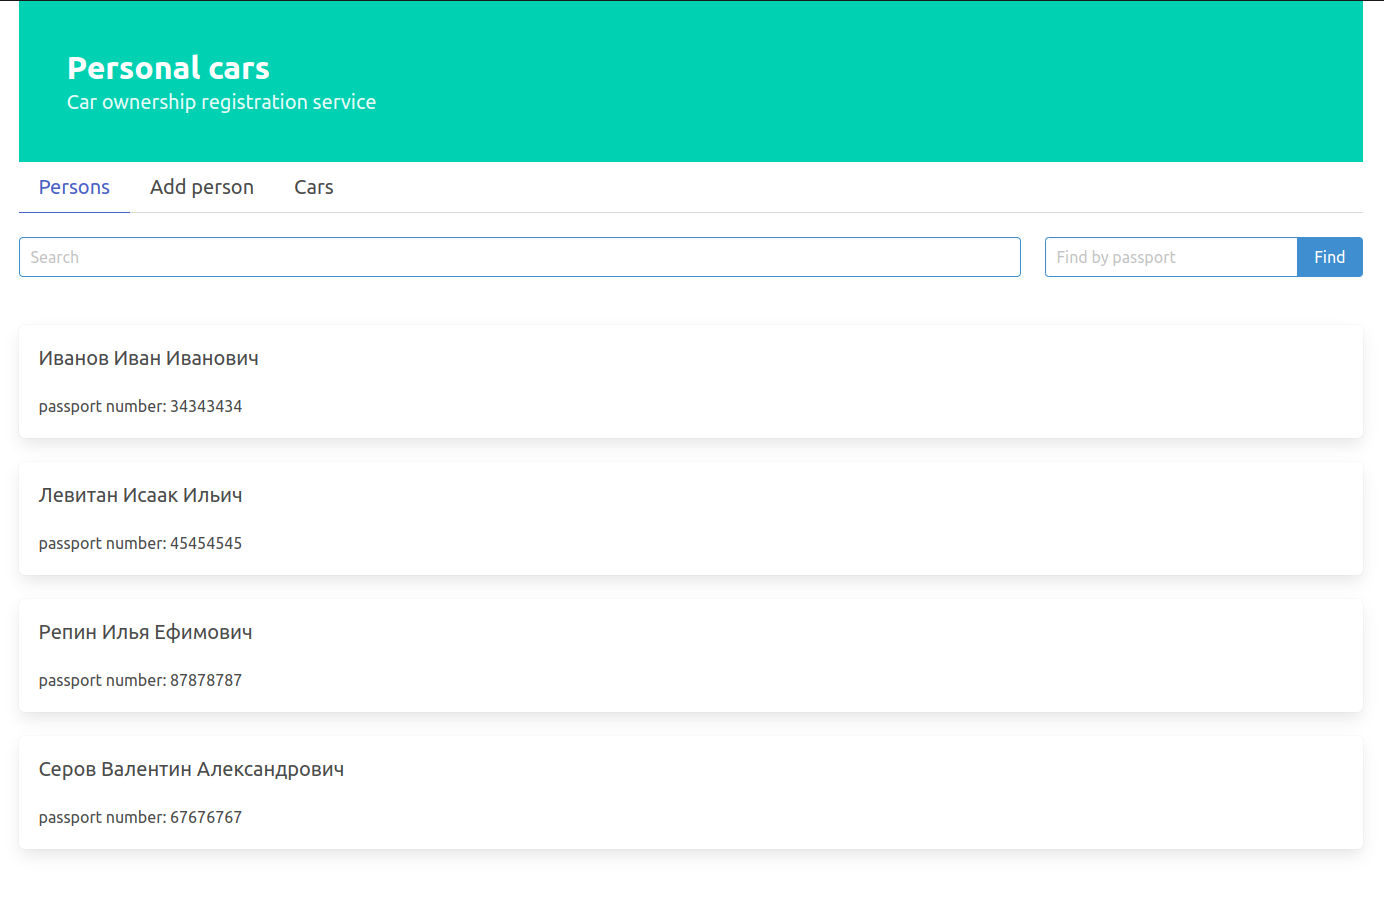 Personal cars
Car ownership registration service
Persons Add person Cars
Search Find by passport Find
Иванов Иван Иванович
passport number: 34343434
Левитан Исаак Ильич
passport number: 45454545
Репин Илья Ефимович
passport number: 87878787
Серов Валентин Александрович
passport number: 67676767